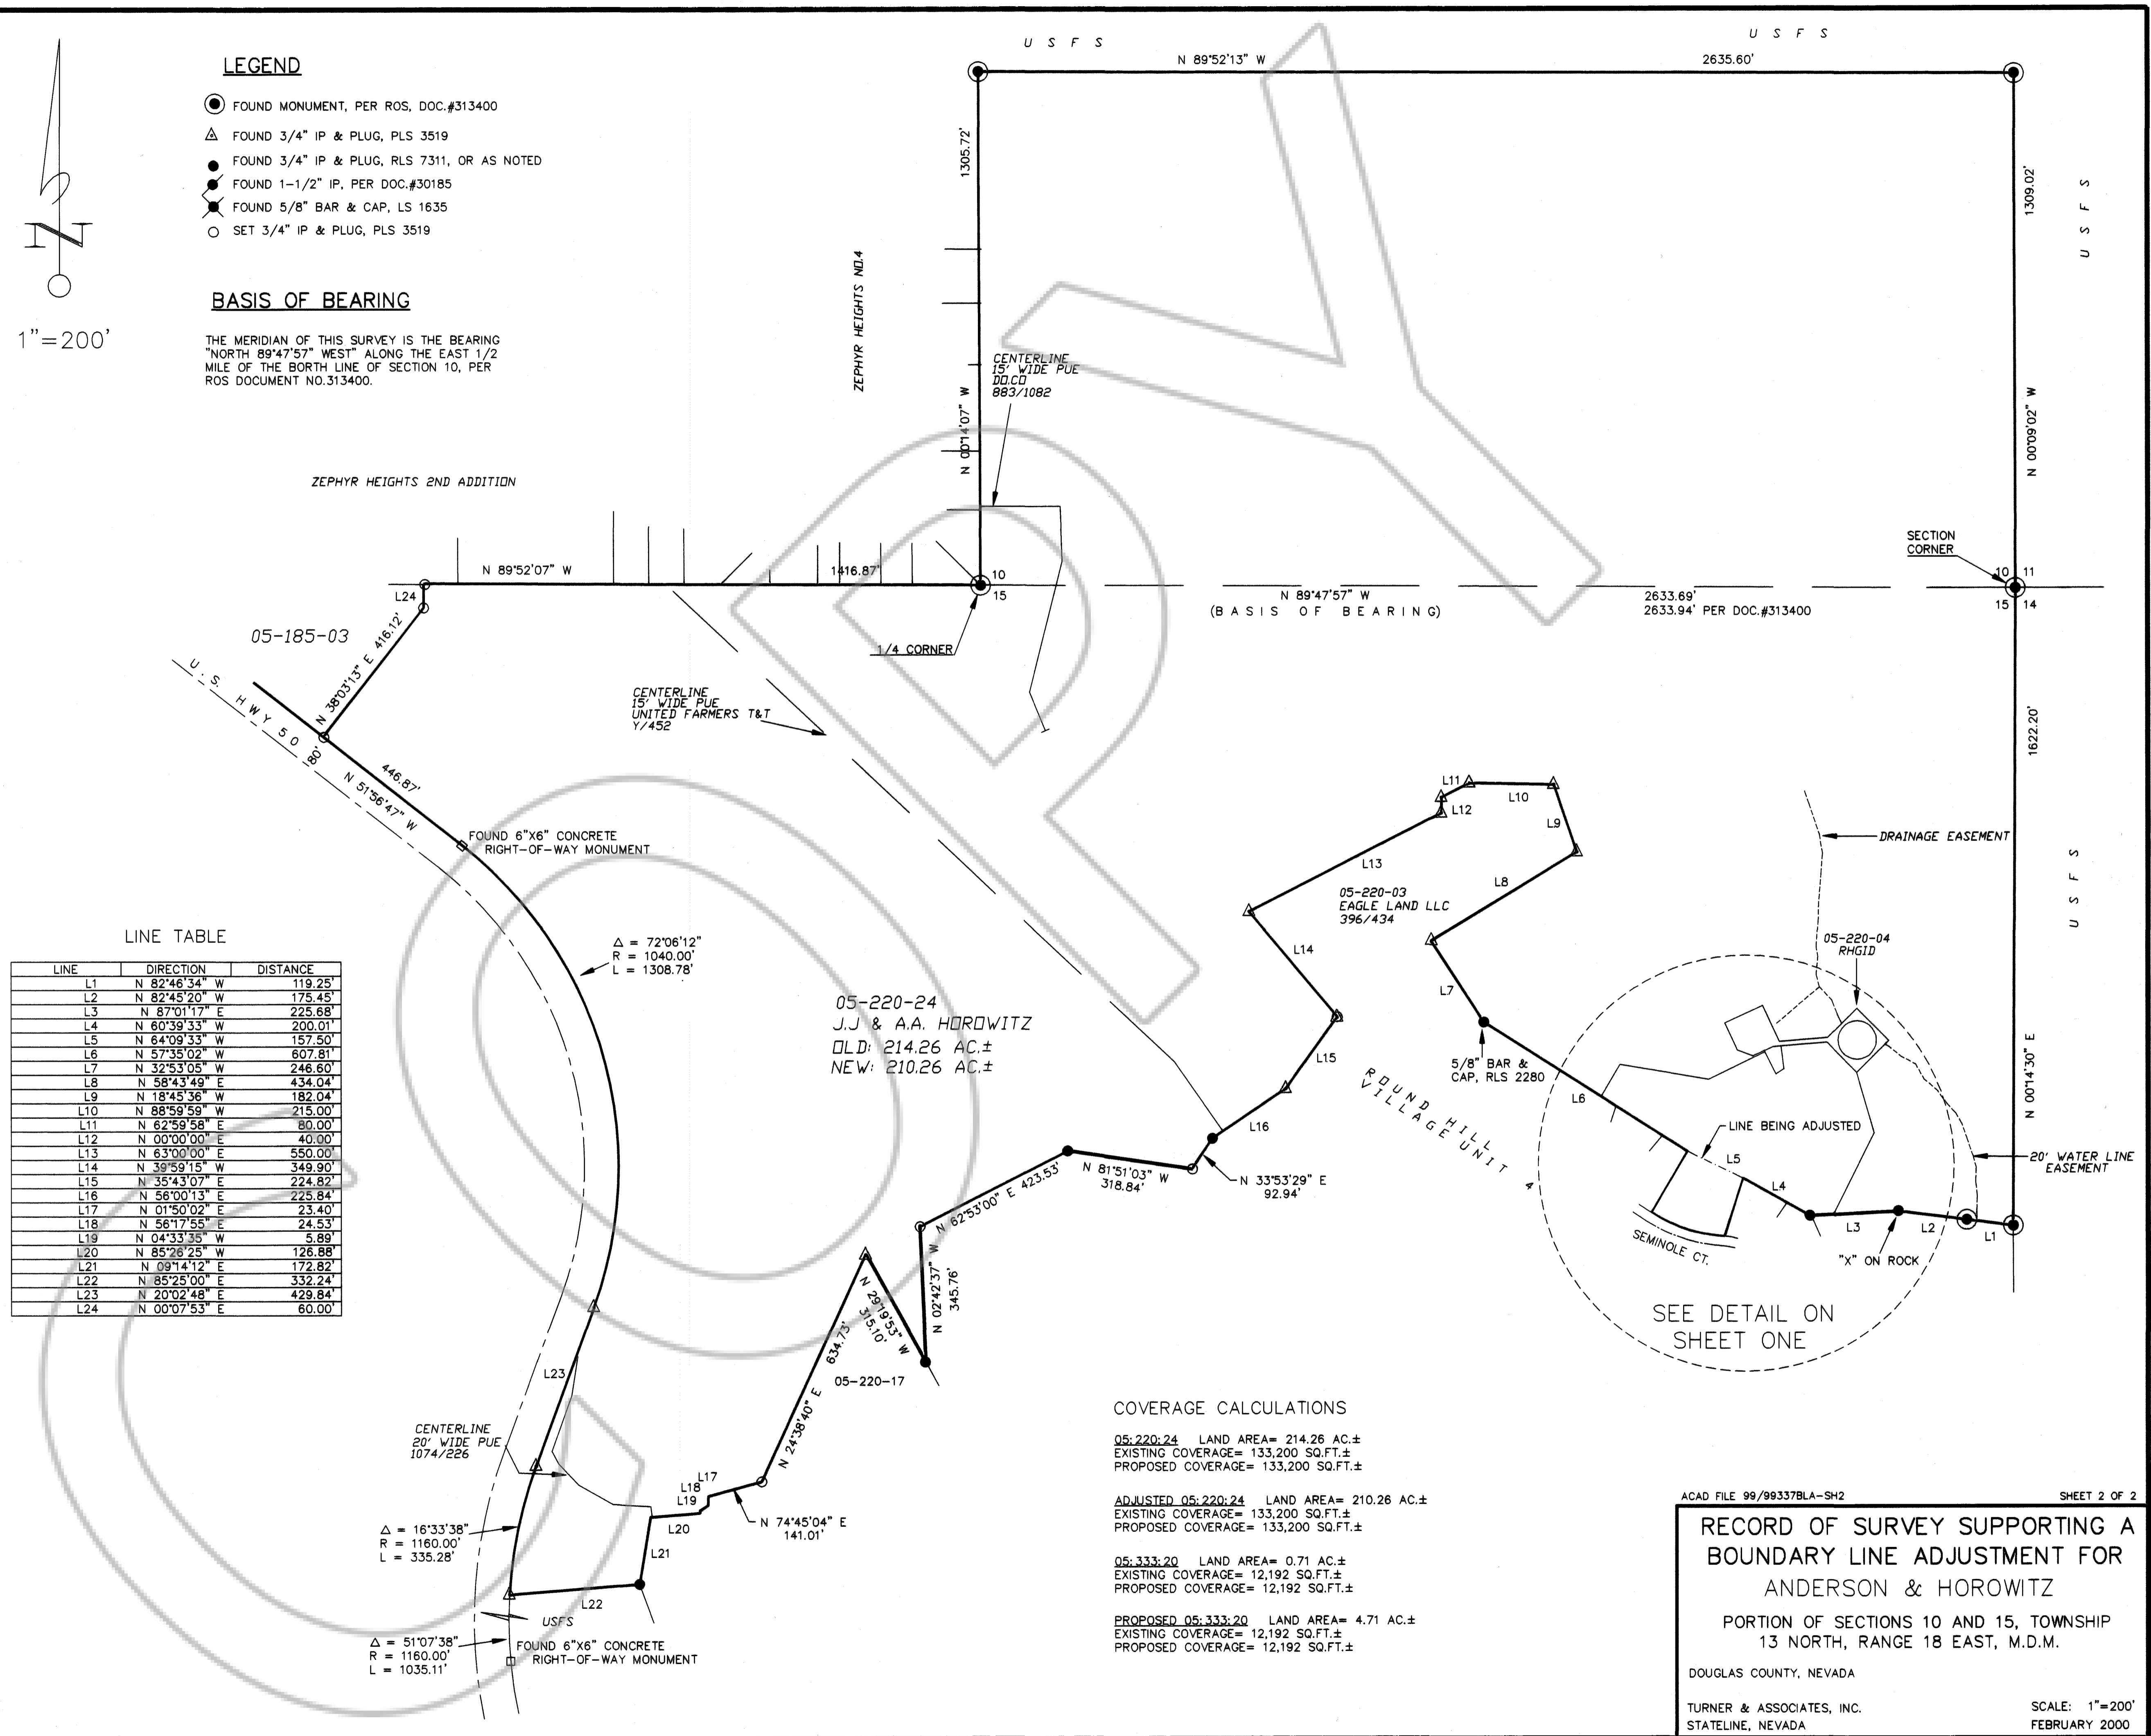 U S F S
U S F S
N 89°52'13" W
2635.60'
LEGEND
FOUND MONUMENT, PER ROS, DOC.#313400
FOUND 3/4" IP & PLUG, PLS 3519
FOUND 3/4" IP & PLUG, RLS 7311, OR AS NOTED
FOUND 1-1/2" IP, PER DOC.#30185
FOUND 5/8" BAR & CAP, LS 1635
SET 3/4" IP & PLUG, PLS 3519
N
1"=200'
BASIS OF BEARING
THE MERIDIAN OF THIS SURVEY IS THE BEARING
"NORTH 89°47'57" WEST" ALONG THE EAST 1/2
MILE OF THE BORTH LINE OF SECTION 10, PER
ROS DOCUMENT NO.313400.
1305.72'
N 00°14'07" W
ZEPHYR HEIGHTS NO.4
1309.02'
N 00°09'02" W
U S F S
CENTERLINE
15' WIDE PUE
DO.CO
883/1082
ZEPHYR HEIGHTS 2ND ADDITION
N 89°52'07" W
1416.87'
10
15
1/4 CORNER
N 89°47'57" W
(BASIS OF BEARING)
2633.69'
2633.94' PER DOC.#313400
SECTION
CORNER
10 11
15 14
L24
05-185-03
N 38°03'13" E 416.12'
U.S. HWY 50
80'
446.87'
N 51°56'47" W
CENTERLINE
15' WIDE PUE
UNITED FARMERS T&T
Y/452
1622.20'
N 00°14'30" E
U S F S
FOUND 6"X6" CONCRETE
RIGHT-OF-WAY MONUMENT
L11
L10
L12
L9
L13
L8
05-220-03
EAGLE LAND LLC
396/434
L14
L7
L15
L16
DRAINAGE EASEMENT
05-220-04
RHGID
5/8" BAR &
CAP, RLS 2280
ROUND HILL
VILLAGE UNIT 4
L6
LINE BEING ADJUSTED
L5
L4
L3
L2
L1
20' WATER LINE
EASEMENT
SEMINOLE CT.
"X" ON ROCK
SEE DETAIL ON
SHEET ONE
Δ = 72°06'12"
R = 1040.00'
L = 1308.78'
05-220-24
J.J & A.A. HOROWITZ
OLD: 214.26 AC.±
NEW: 210.26 AC.±
LINE TABLE
LINE DIRECTION DISTANCE
L1 N 82°46'34" W 119.25'
L2 N 82°45'20" W 175.45'
L3 N 87°01'17" E 225.68'
L4 N 60°39'33" W 200.01'
L5 N 64°09'33" W 157.50'
L6 N 57°35'02" W 607.81'
L7 N 32°53'05" W 246.60'
L8 N 58°43'49" E 434.04'
L9 N 18°45'36" W 182.04'
L10 N 88°59'59" W 215.00'
L11 N 62°59'58" E 80.00'
L12 N 00°00'00" E 40.00'
L13 N 63°00'00" E 550.00'
L14 N 39°59'15" W 349.90'
L15 N 35°43'07" E 224.82'
L16 N 56°00'13" E 225.84'
L17 N 01°50'02" E 23.40'
L18 N 56°17'55" E 24.53'
L19 N 04°33'35" W 5.89'
L20 N 85°26'25" W 126.88'
L21 N 09°14'12" E 172.82'
L22 N 85°25'00" E 332.24'
L23 N 20°02'48" E 429.84'
L24 N 00°07'53" E 60.00'
N 33°53'29" E
92.94'
N 81°51'03" W
318.84'
N 62°53'00" E 423.53'
N 02°42'37" W
345.76'
N 29°19'53" W
315.10'
634.73'
N 24°38'40" E
05-220-17
L23
CENTERLINE
20' WIDE PUE
1074/226
L17
L18
L19
L20
N 74°45'04" E
141.01'
L21
L22
Δ = 16°33'38"
R = 1160.00'
L = 335.28'
USFS
Δ = 51°07'38"
R = 1160.00'
L = 1035.11'
FOUND 6"X6" CONCRETE
RIGHT-OF-WAY MONUMENT
COVERAGE CALCULATIONS
05:220:24 LAND AREA= 214.26 AC.±
EXISTING COVERAGE= 133,200 SQ.FT.±
PROPOSED COVERAGE= 133,200 SQ.FT.±
ADJUSTED 05:220:24 LAND AREA= 210.26 AC.±
EXISTING COVERAGE= 133,200 SQ.FT.±
PROPOSED COVERAGE= 133,200 SQ.FT.±
05:333:20 LAND AREA= 0.71 AC.±
EXISTING COVERAGE= 12,192 SQ.FT.±
PROPOSED COVERAGE= 12,192 SQ.FT.±
PROPOSED 05:333:20 LAND AREA= 4.71 AC.±
EXISTING COVERAGE= 12,192 SQ.FT.±
PROPOSED COVERAGE= 12,192 SQ.FT.±
ACAD FILE 99/99337BLA-SH2
SHEET 2 OF 2
RECORD OF SURVEY SUPPORTING A
BOUNDARY LINE ADJUSTMENT FOR
ANDERSON & HOROWITZ
PORTION OF SECTIONS 10 AND 15, TOWNSHIP
13 NORTH, RANGE 18 EAST, M.D.M.
DOUGLAS COUNTY, NEVADA
TURNER & ASSOCIATES, INC.
STATELINE, NEVADA
SCALE: 1"=200'
FEBRUARY 2000
COPY